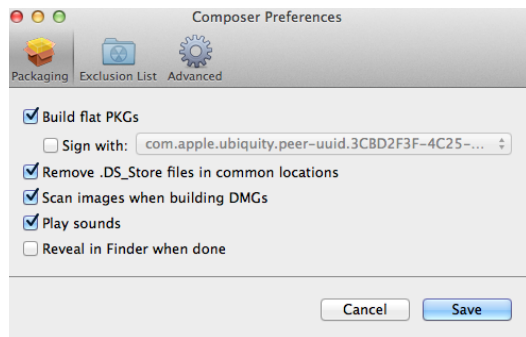 Composer Preferences
Packaging Exclusion List Advanced
Build flat PKGs
Sign with: com.apple.ubiquity.peer-uuid.3CBD2F3F-4C25-...
Remove .DS_Store files in common locations
Scan images when building DMGs
Play sounds
Reveal in Finder when done
Cancel Save